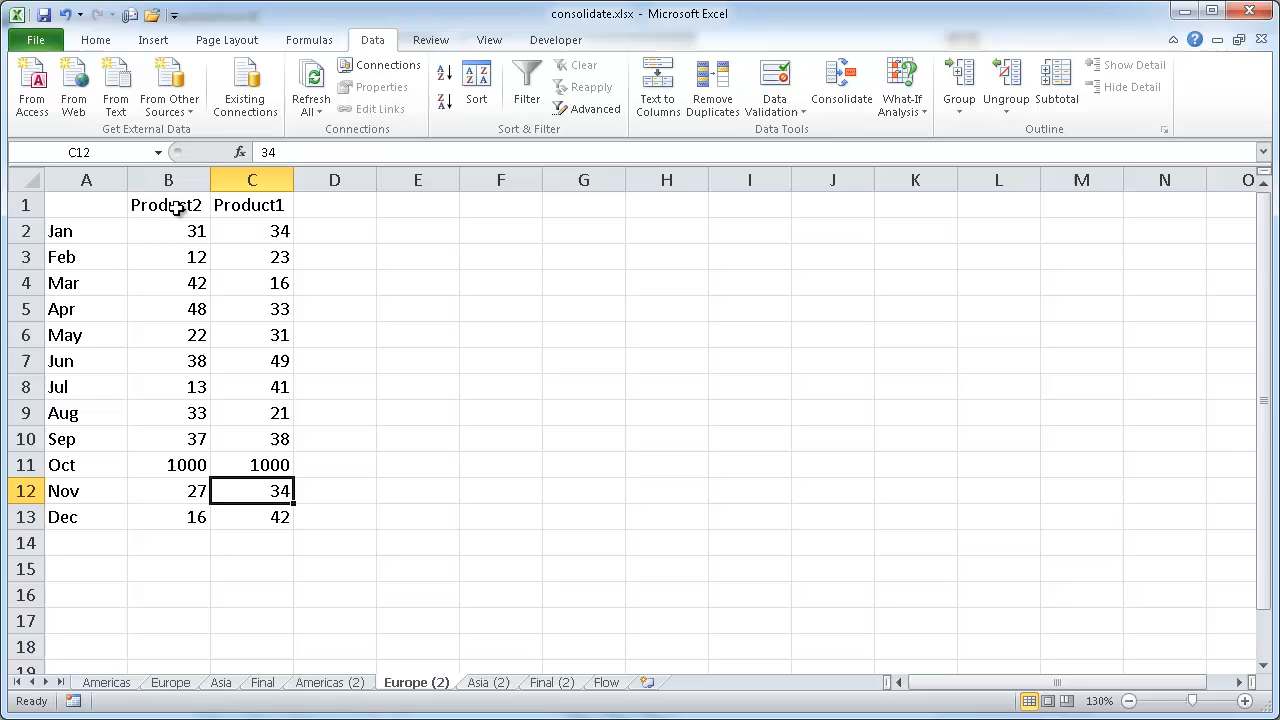 consolidate.xlsx - Microsoft Excel
File Home Insert Page Layout Formulas Data Review View Developer
From Access
From Web
From Text
From Other Sources
Existing Connections
Get External Data
Refresh All
Connections
Properties
Edit Links
Connections
Sort
Filter
Clear
Reapply
Advanced
Sort & Filter
Text to Columns
Remove Duplicates
Data Validation
Consolidate
What-If Analysis
Data Tools
Group
Ungroup
Subtotal
Show Detail
Hide Detail
Outline
C12 fx 34
A B C D E F G H I J K L M N O
1 Product2 Product1
2 Jan 31 34
3 Feb 12 23
4 Mar 42 16
5 Apr 48 33
6 May 22 31
7 Jun 38 49
8 Jul 13 41
9 Aug 33 21
10 Sep 37 38
11 Oct 1000 1000
12 Nov 27 34
13 Dec 16 42
14
15
16
17
18
19
Americas Europe Asia Final Americas (2) Europe (2) Asia (2) Final (2) Flow
Ready 130%